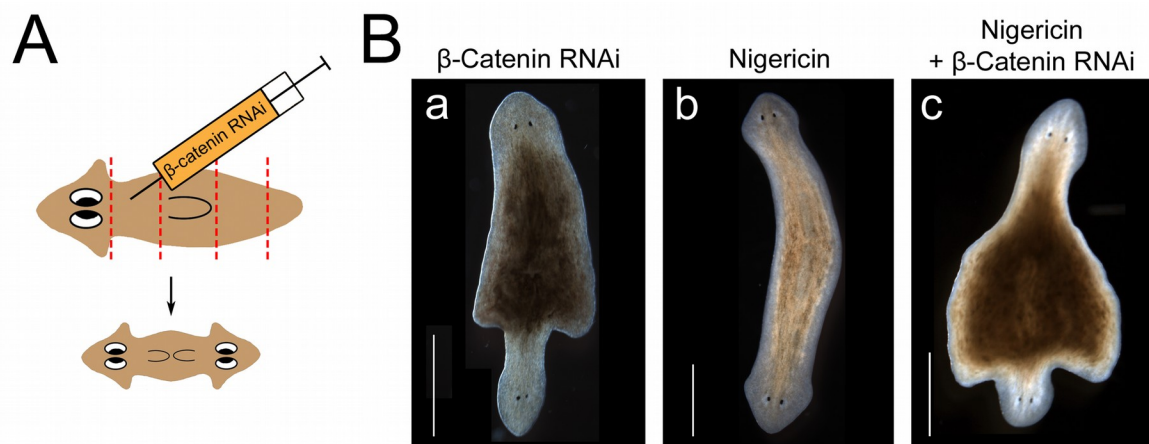 A
β-catenin RNAi
B
β-Catenin RNAi
Nigericin
Nigericin
+ β-Catenin RNAi
a
b
c